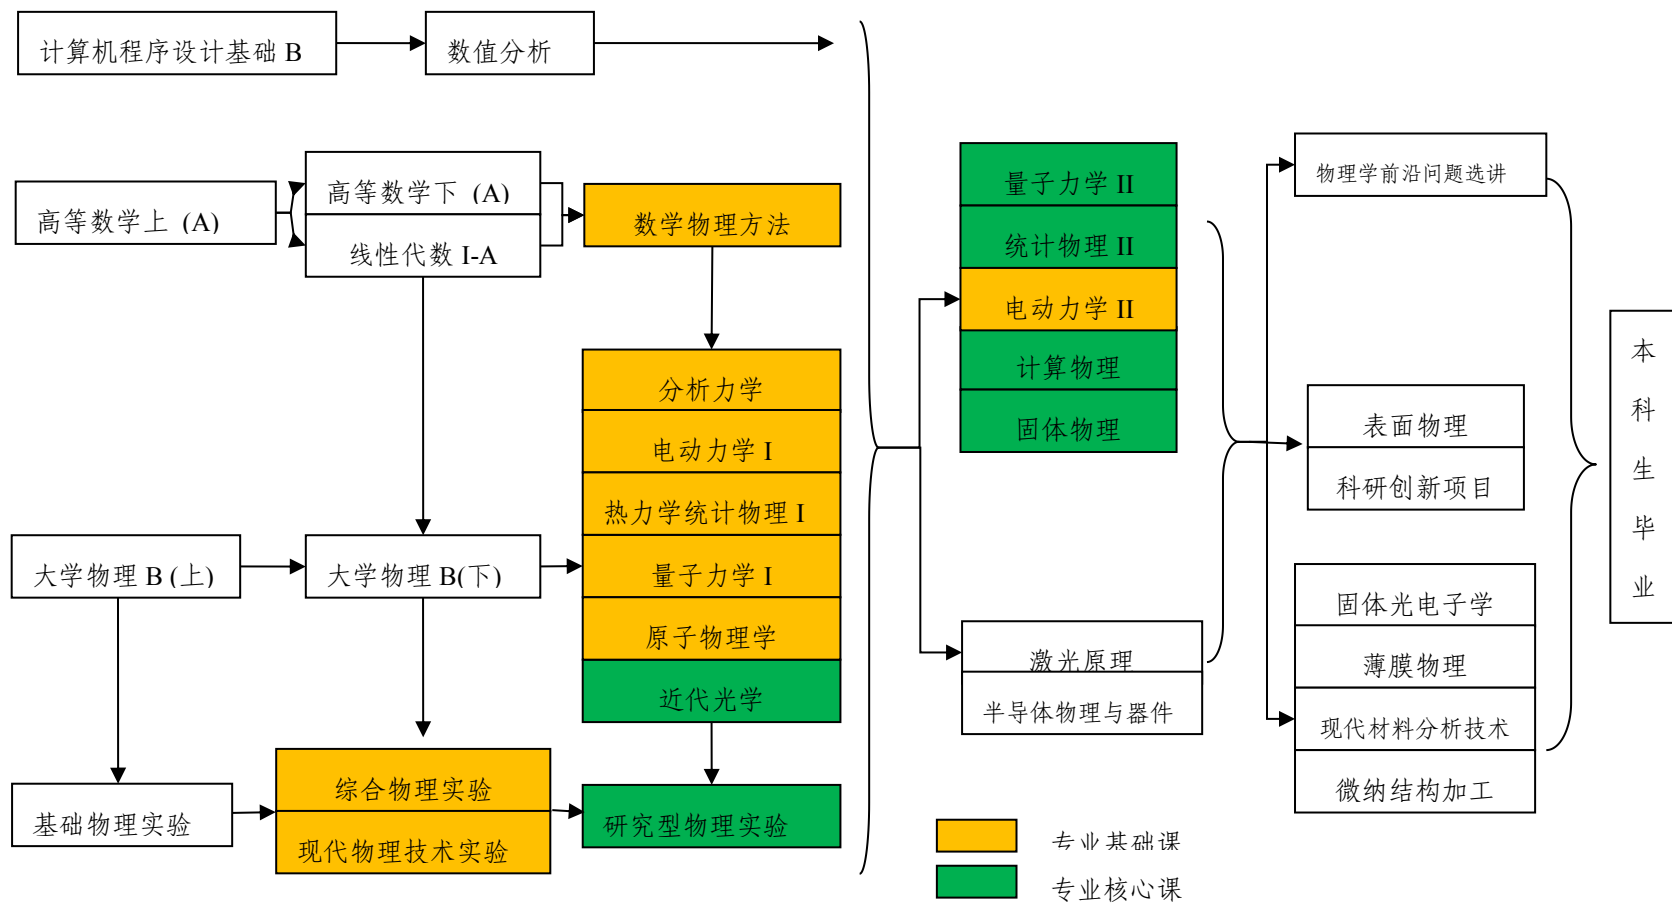 计算机程序设计基础 B
数值分析
高等数学上 (A)
高等数学下 (A)
线性代数 I-A
数学物理方法
分析力学
电动力学 I
热力学统计物理 I
量子力学 I
原子物理学
近代光学
大学物理 B (上)
大学物理 B(下)
基础物理实验
综合物理实验
现代物理技术实验
研究型物理实验
量子力学 II
统计物理 II
电动力学 II
计算物理
固体物理
激光原理
半导体物理与器件
物理学前沿问题选讲
表面物理
科研创新项目
固体光电子学
薄膜物理
现代材料分析技术
微纳结构加工
本
科
生
毕
业
专业基础课
专业核心课